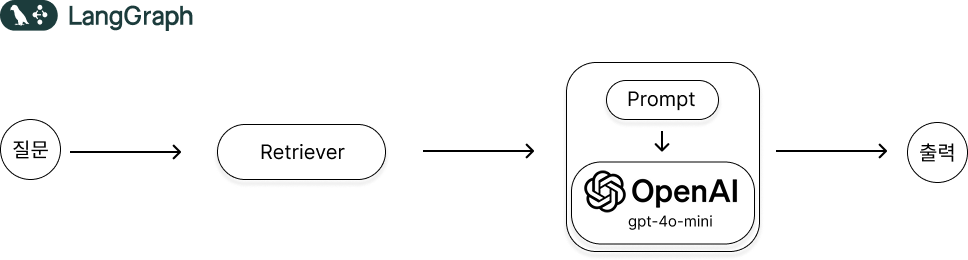 LangGraph
질문
Retriever
Prompt
OpenAI
gpt-4o-mini
출력